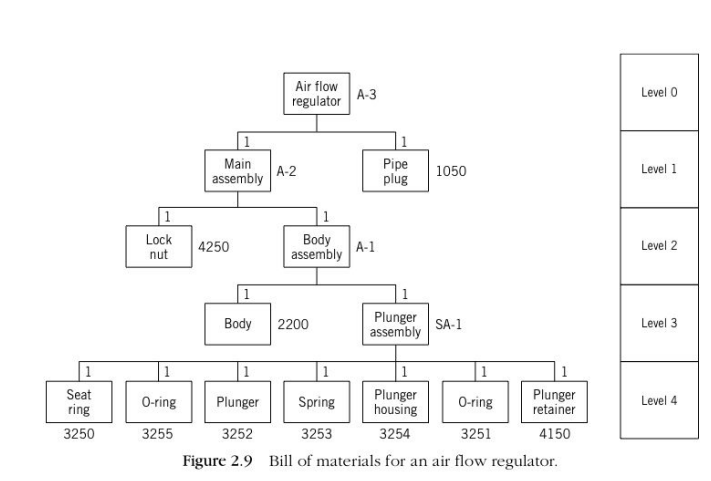 Air flow
regulator
A-3
Level 0
1
1
Main
assembly
A-2
Pipe
plug
1050
Level 1
1
1
Lock
nut
4250
Body
assembly
A-1
Level 2
1
1
Body
2200
Plunger
assembly
SA-1
Level 3
1
1
1
1
1
1
1
Seat
ring
O-ring
Plunger
Spring
Plunger
housing
O-ring
Plunger
retainer
Level 4
3250
3255
3252
3253
3254
3251
4150
Figure 2.9 Bill of materials for an air flow regulator.